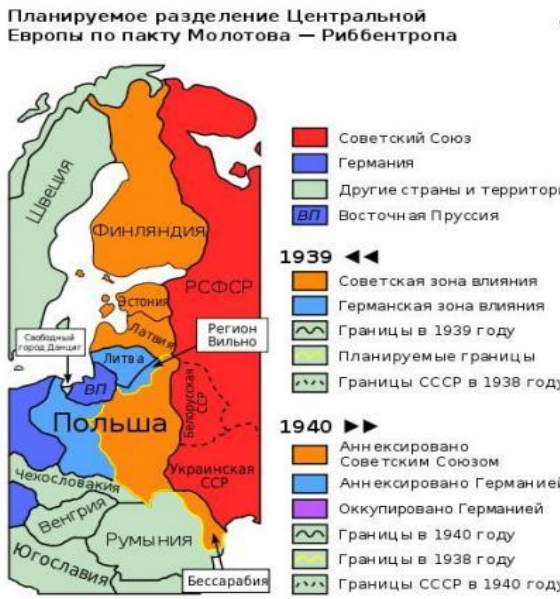 Планируемое разделение Центральной
Европы по пакту Молотова — Риббентропа
Швеция
Финляндия
РСФСР
Эстония
Латвия
Регион
Вильно
Свободный
город Данциг
Литва
ВП
Белорусская
ССР
Польша
Украинская
ССР
Чехословакия
Венгрия
Румыния
Югославия
Бессарабия
Советский Союз
Германия
Другие страны и территори
ВП Восточная Пруссия
1939 ◄◄
Советская зона влияния
Германская зона влияния
Границы в 1939 году
Планируемые границы
Границы СССР в 1938 году
1940 ►►
Аннексировано
Советским Союзом
Аннексировано Германией
Оккупировано Германией
Границы в 1940 году
Границы в 1938 году
Границы СССР в 1940 году